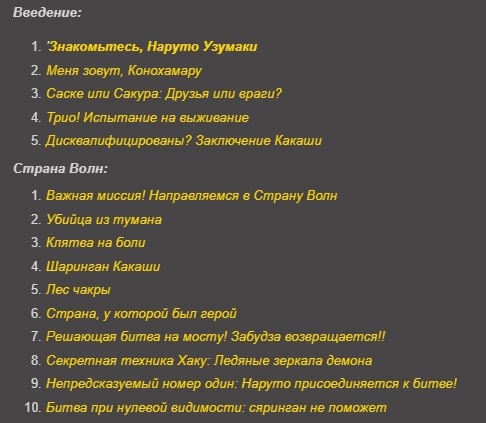 Введение:
1. 'Знакомьтесь, Наруто Узумаки
2. Меня зовут, Конохамару
3. Саске или Сакура: Друзья или враги?
4. Трио! Испытание на выживание
5. Дисквалифицированы? Заключение Какаши
Страна Волн:
1. Важная миссия! Направляемся в Страну Волн
2. Убийца из тумана
3. Клятва на боли
4. Шаринган Какаши
5. Лес чакры
6. Страна, у которой был герой
7. Решающая битва на мосту! Забудза возвращается!!
8. Секретная техника Хаку: Ледяные зеркала демона
9. Непредсказуемый номер один: Наруто присоединяется к битве!
10. Битва при нулевой видимости: сяринган не поможет